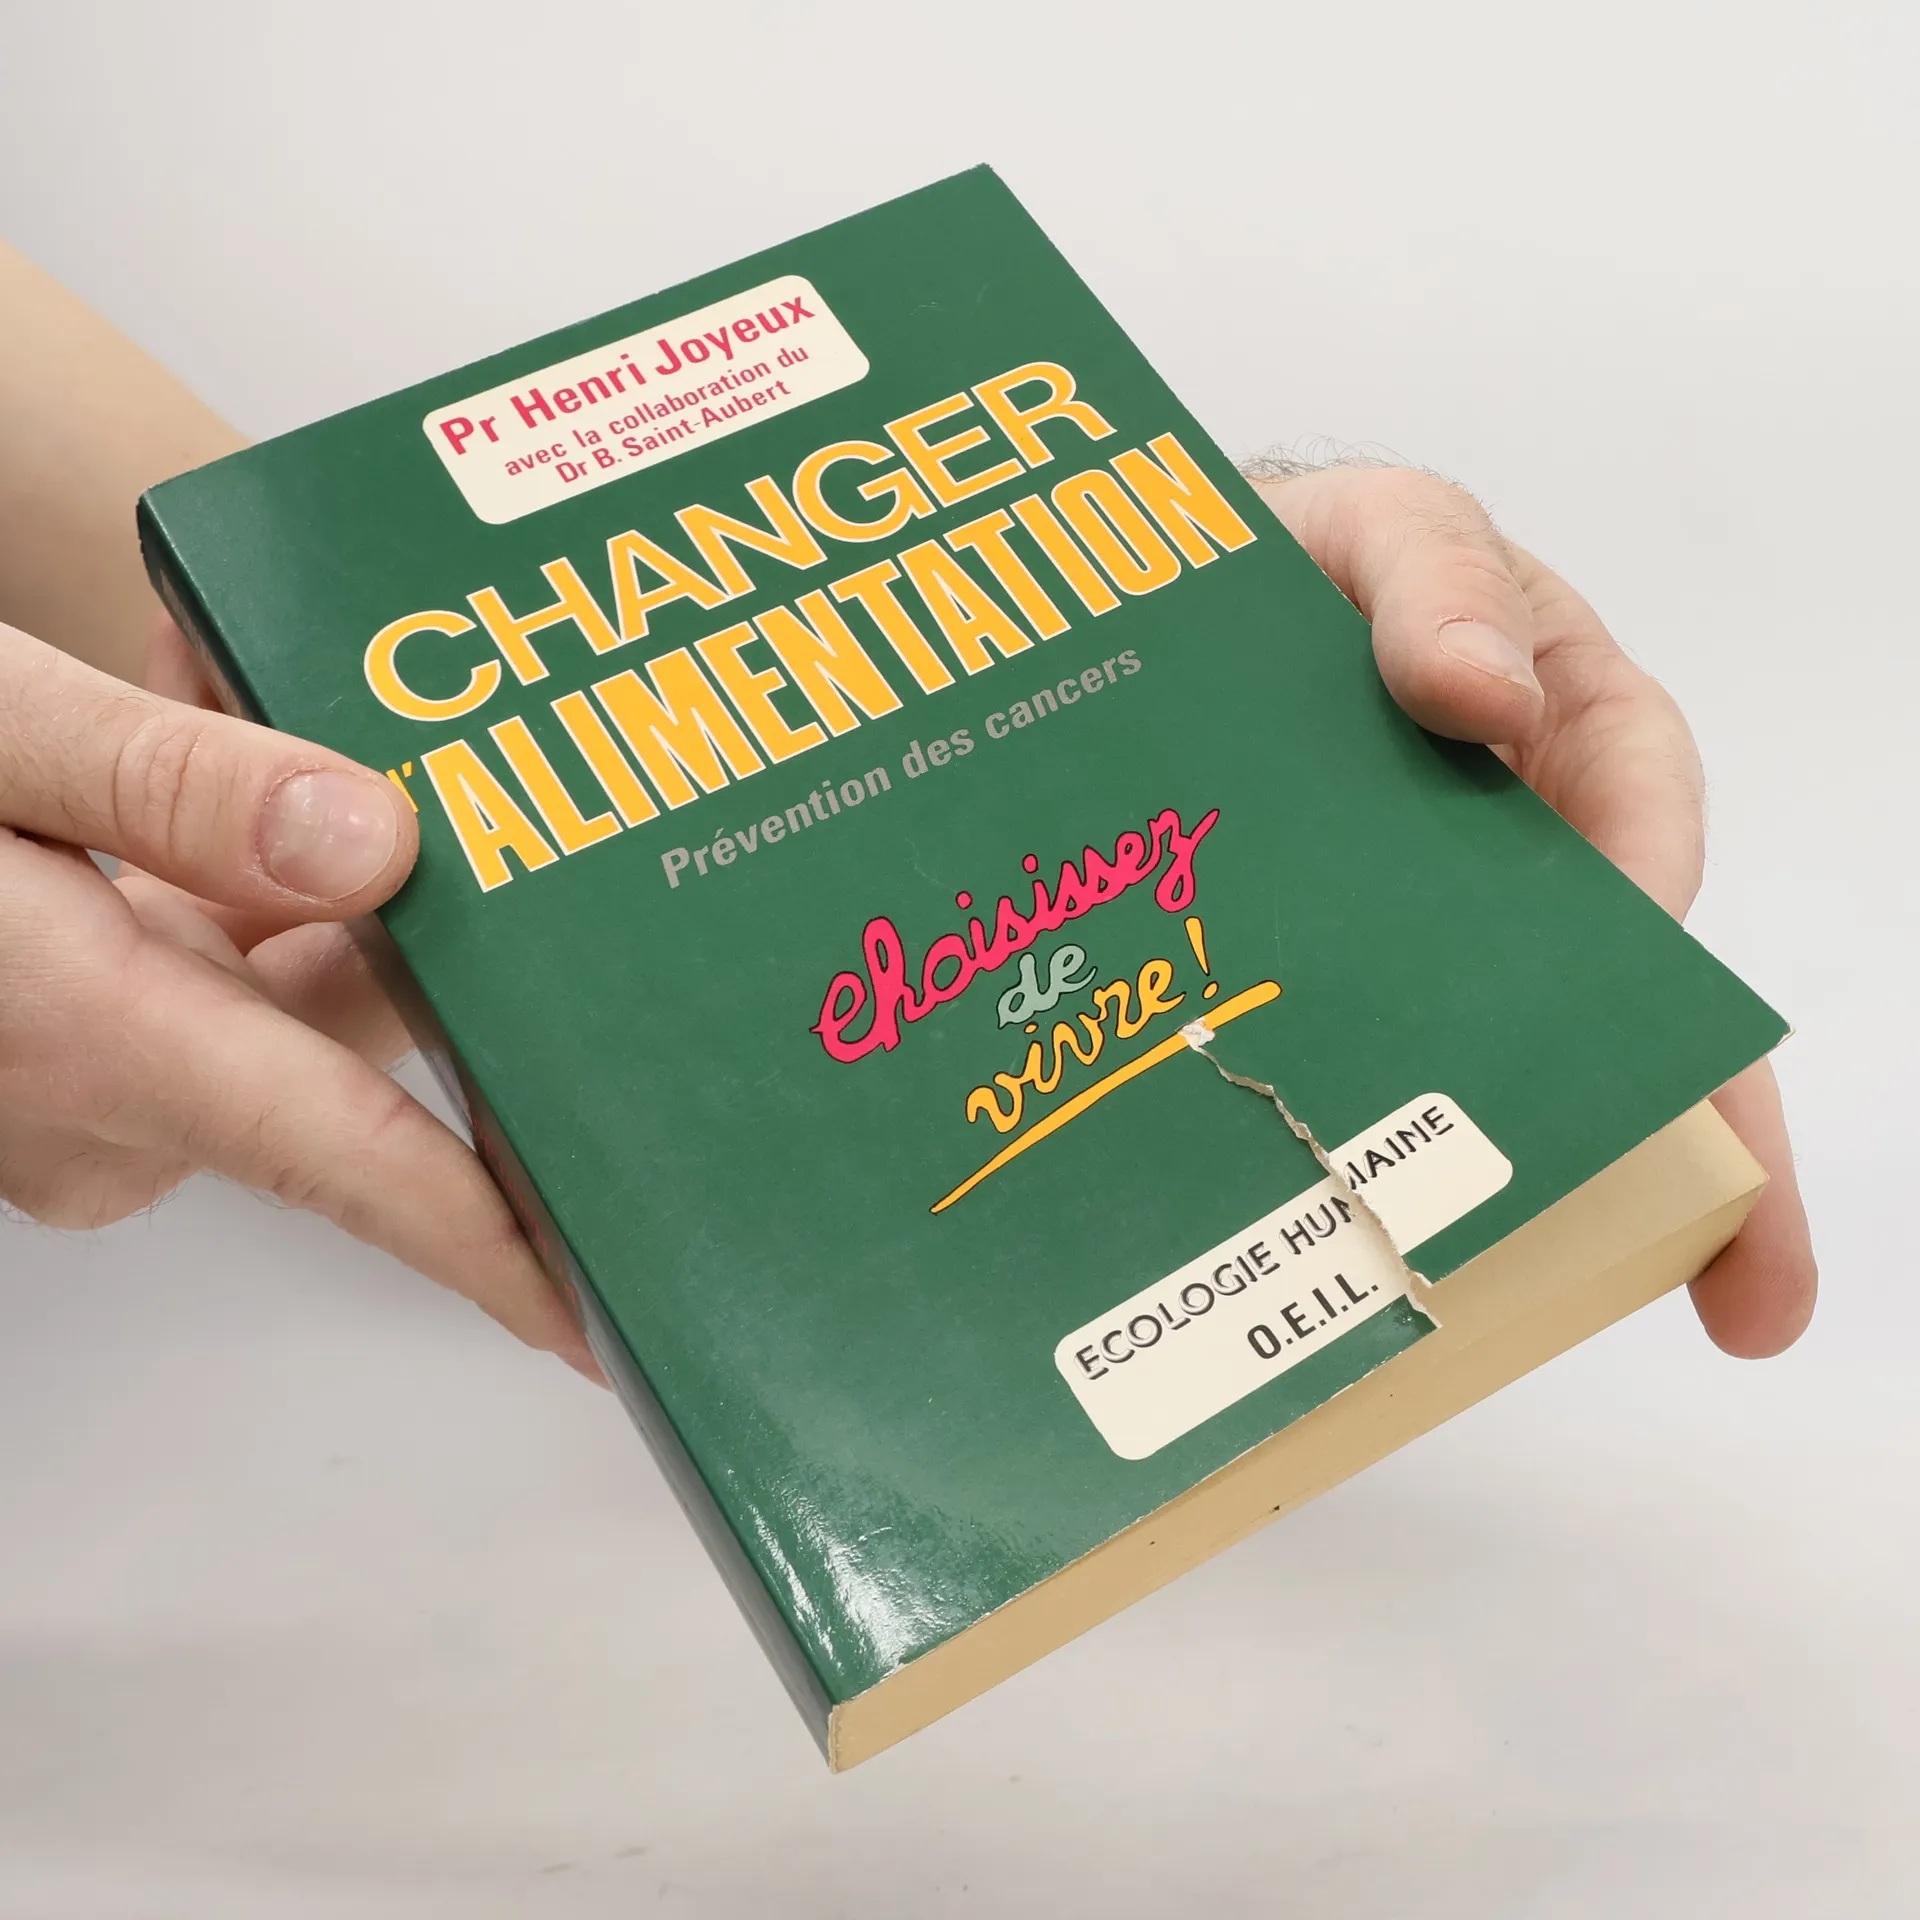 Pr Henri Joyeux
avec la collaboration du
Dr B. Saint-Aubert
CHANGER
ALIMENTATION
Prévention des cancers
choisissez
de
vivre!
ECOLOGIE HUMAINE
O.E.I.L.